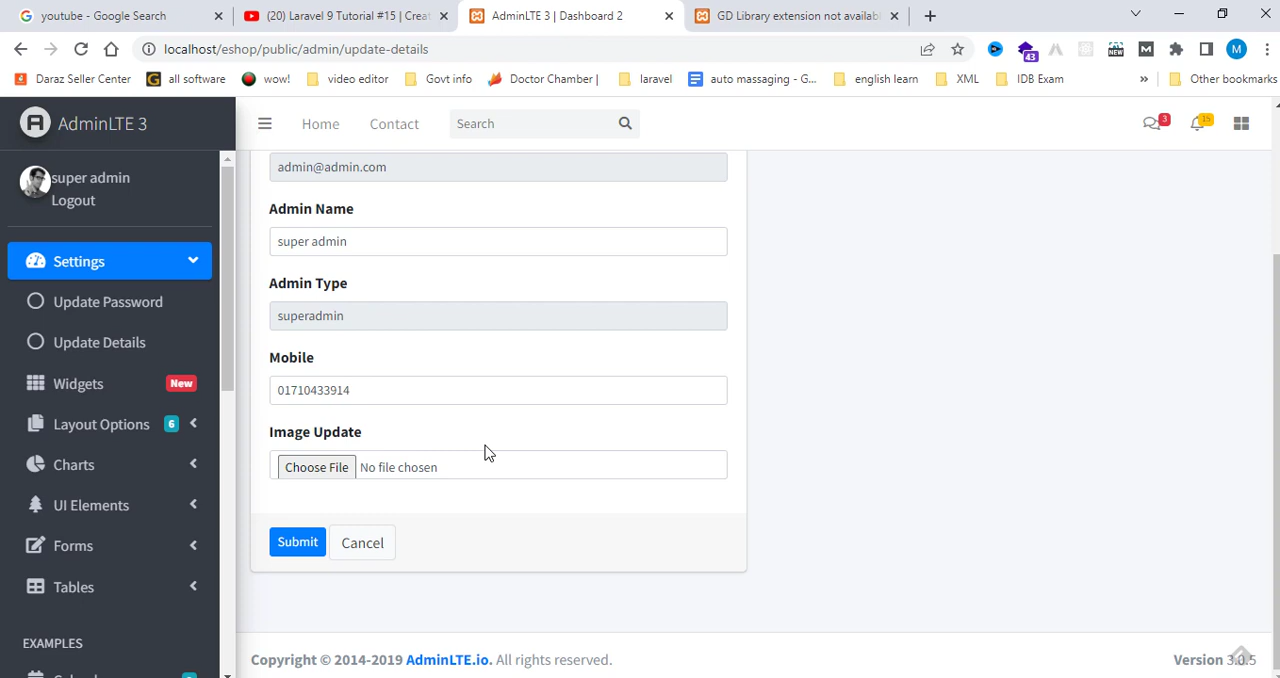 youtube - Google Search
(20) Laravel 9 Tutorial #15 | Creat
AdminLTE 3 | Dashboard 2
GD Library extension not availab
localhost/eshop/public/admin/update-details
43
NEW
M
M
Daraz Seller Center
G
all software
wow!
video editor
Govt info
Doctor Chamber |
laravel
auto massaging - G...
english learn
XML
IDB Exam
»
Other bookmarks
AdminLTE 3
Home
Contact
Search
3
15
super admin
Logout
Settings
Update Password
Update Details
Widgets
New
Layout Options
6
Charts
UI Elements
Forms
Tables
EXAMPLES
admin@admin.com
Admin Name
super admin
Admin Type
superadmin
Mobile
01710433914
Image Update
Choose File No file chosen
Submit
Cancel
Copyright © 2014-2019 AdminLTE.io. All rights reserved.
Version 3.0.5